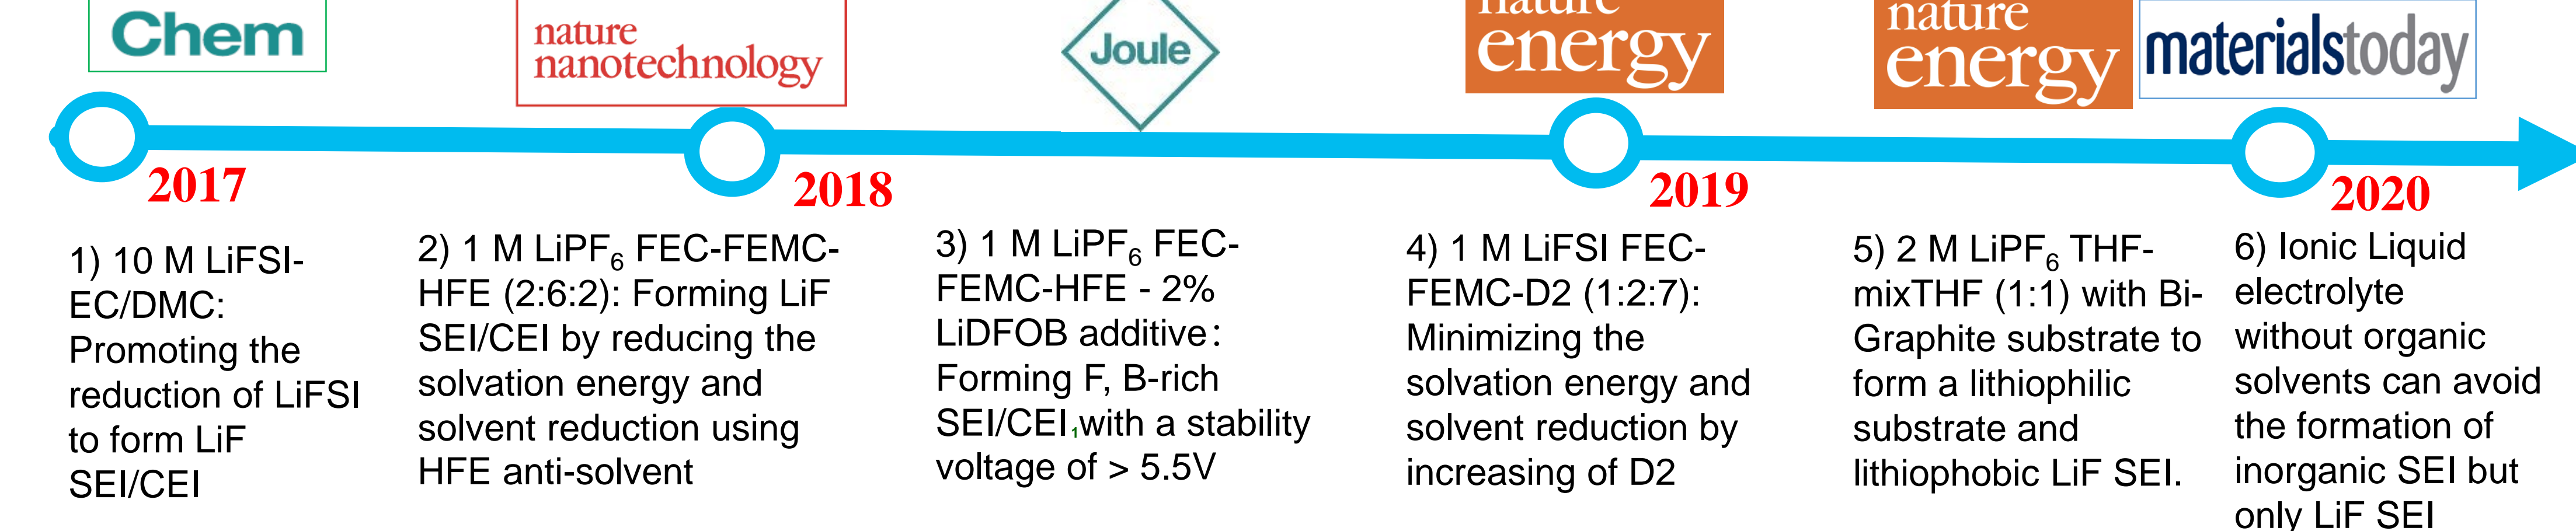 Chem
nature
nanotechnology
Joule
nature
energy
nature
energy
materialstoday
2017
2018
2019
2020
1) 10 M LiFSI-
EC/DMC:
Promoting the
reduction of LiFSI
to form LiF
SEI/CEI
2) 1 M LiPF₆ FEC-FEMC-
HFE (2:6:2): Forming LiF
SEI/CEI by reducing the
solvation energy and
solvent reduction using
HFE anti-solvent
3) 1 M LiPF₆ FEC-
FEMC-HFE - 2%
LiDFOB additive:
Forming F, B-rich
SEI/CEI,₁with a stability
voltage of > 5.5V
4) 1 M LiFSI FEC-
FEMC-D2 (1:2:7):
Minimizing the
solvation energy and
solvent reduction by
increasing of D2
5) 2 M LiPF₆ THF-
mixTHF (1:1) with Bi-
Graphite substrate to
form a lithiophilic
substrate and
lithiophobic LiF SEI.
6) Ionic Liquid
electrolyte
without organic
solvents can avoid
the formation of
inorganic SEI but
only LiF SEI